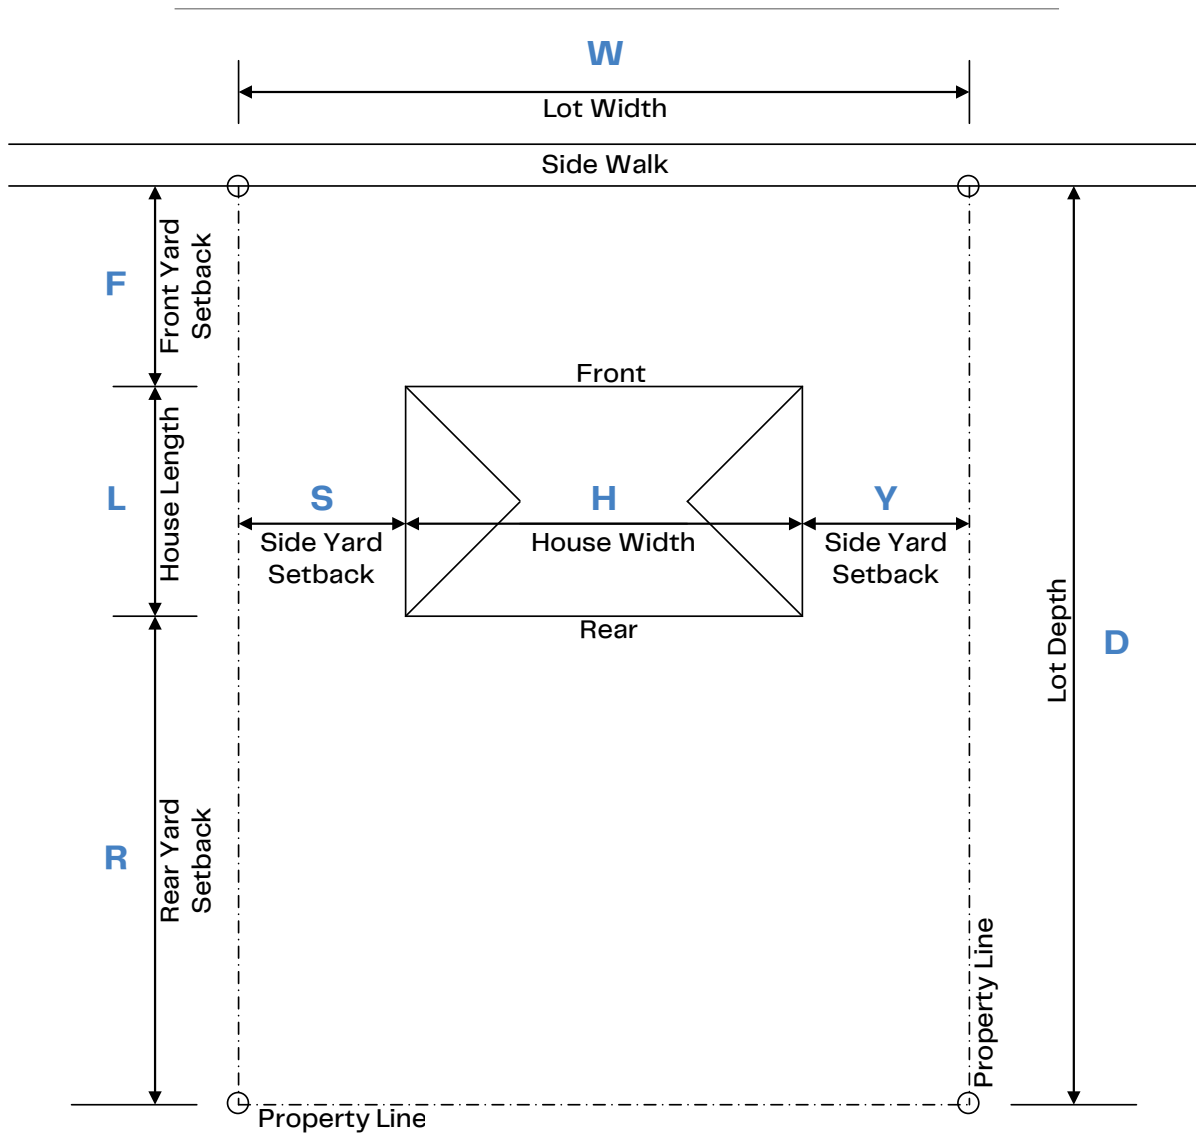 W
Lot Width
Side Walk
F
Front Yard
Setback
Front
L
House Length
S
Side Yard
Setback
H
House Width
Y
Side Yard
Setback
Rear
D
Lot Depth
R
Rear Yard
Setback
Property Line
Property Line